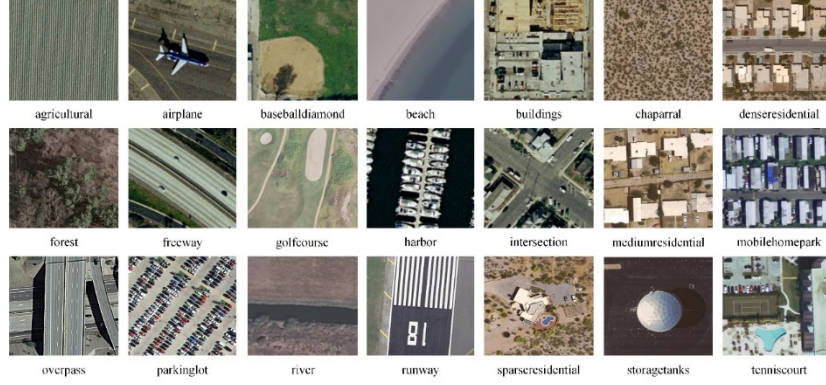 agricultural
airplane
baseballdiamond
beach
buildings
chaparral
denseresidential
forest
freeway
golfcourse
harbor
intersection
mediumresidential
mobilehomepark
18
overpass
parkinglot
river
runway
sparseresidential
storagetanks
tenniscourt